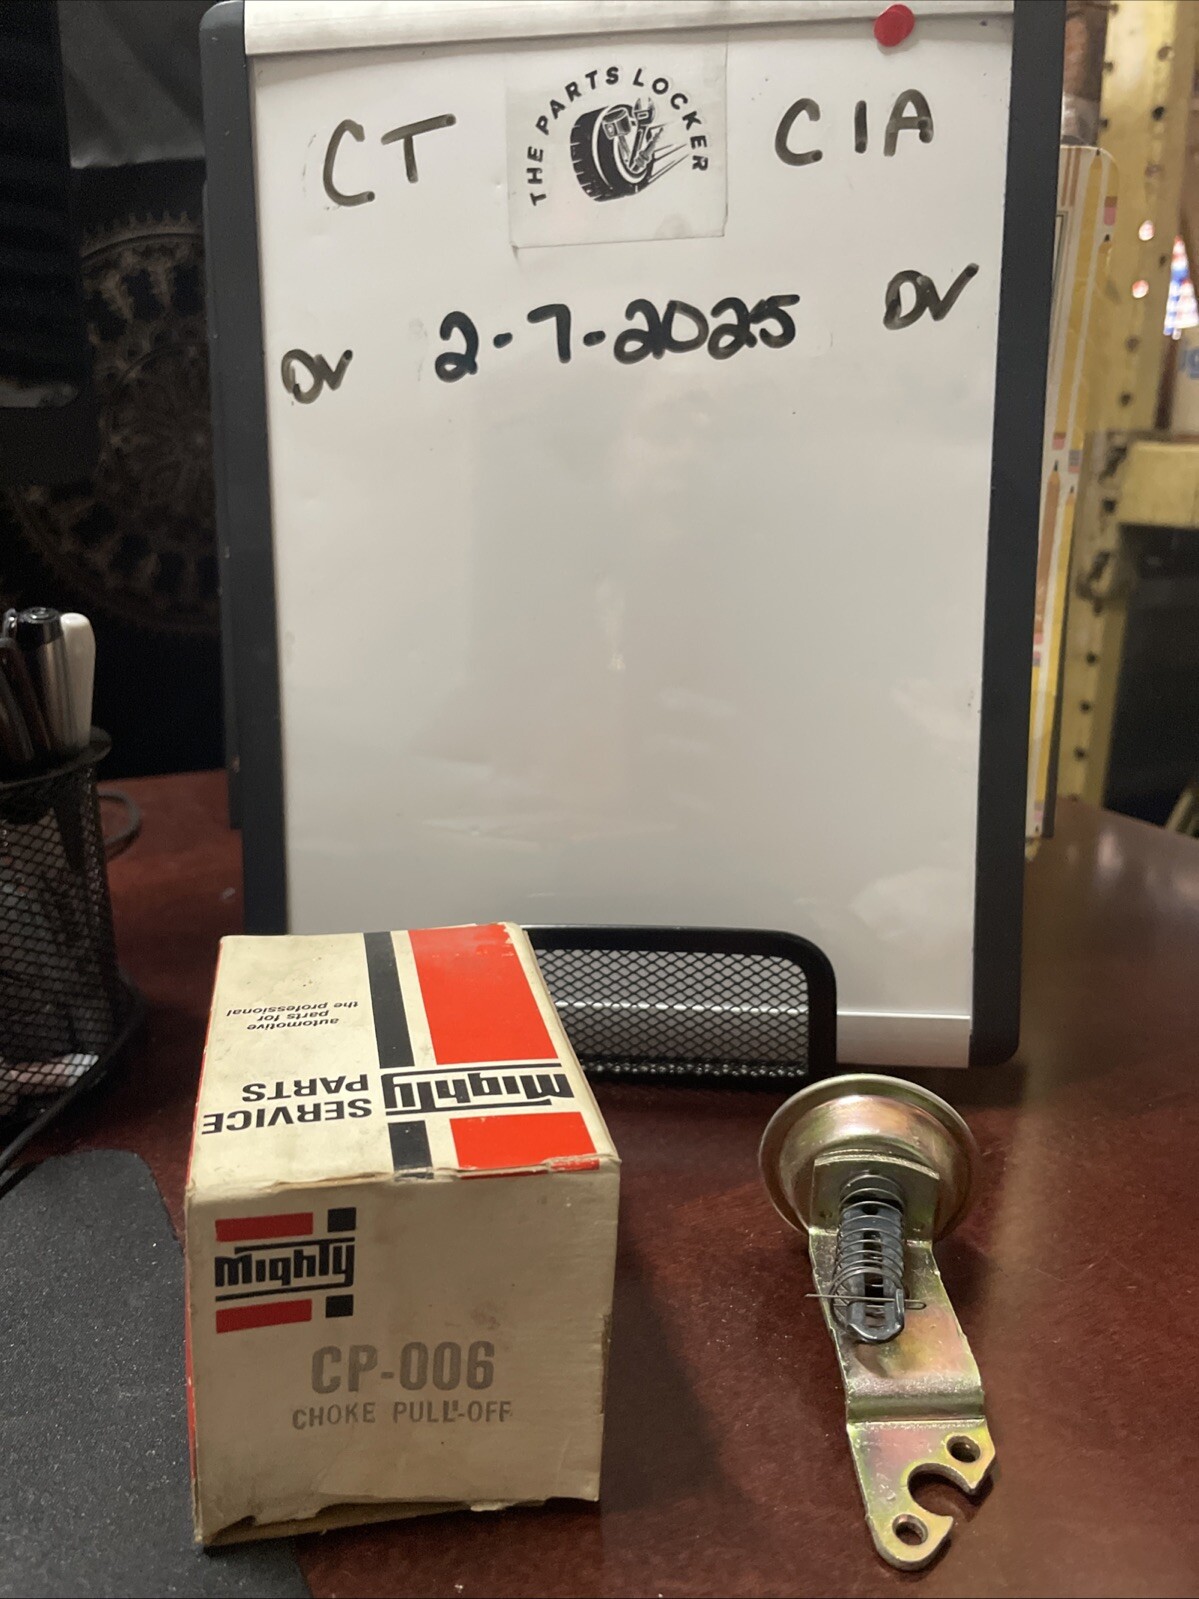 CT
THE PARTS LOCKER
CIA
DV
2-7-2025
DV
automotive
parts for
the professional
SERVICE
PARTS
Mighty
Mighty
CP-006
CHOKE PULL-OFF